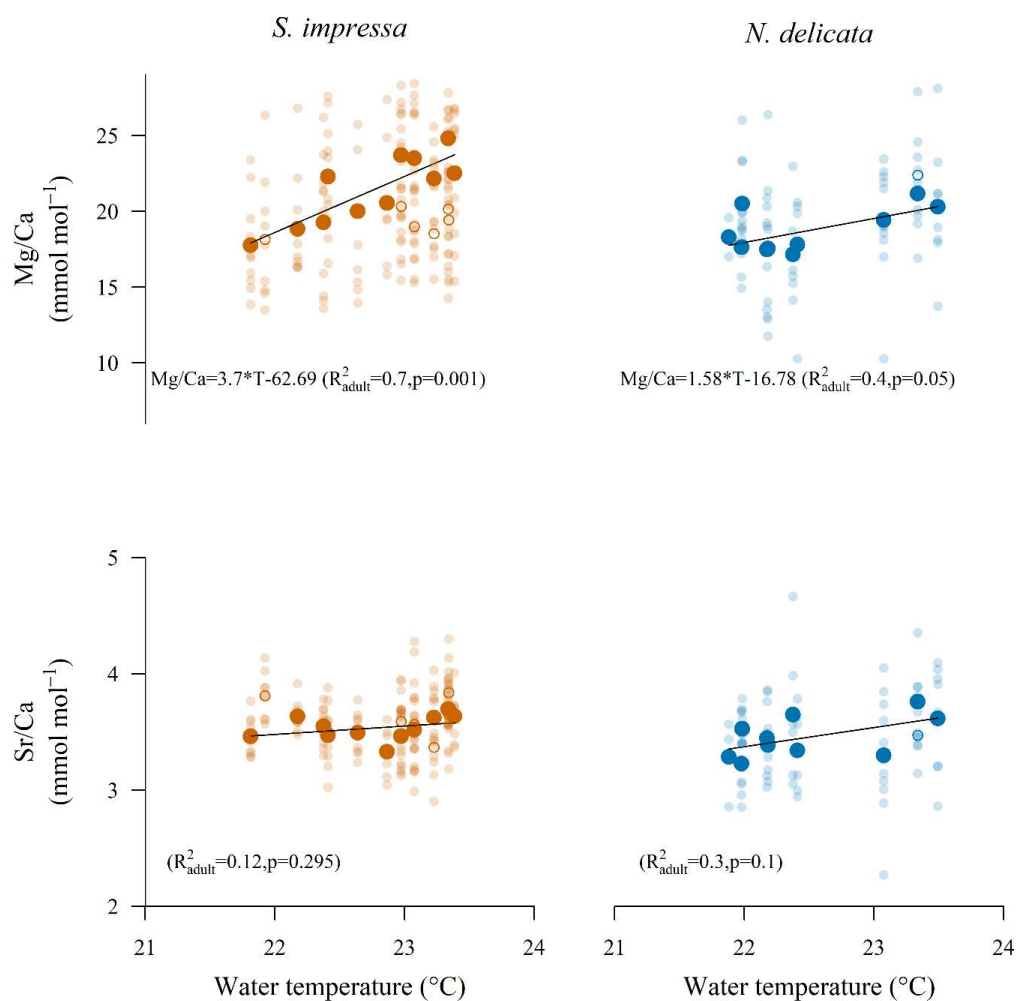 S. impressa
N. delicata
Mg/Ca
(mmol mol⁻¹)
25
20
15
10
Mg/Ca=3.7*T-62.69 (R²adult=0.7,p=0.001)
Mg/Ca=1.58*T-16.78 (R²adult=0.4,p=0.05)
Sr/Ca
(mmol mol⁻¹)
5
4
3
2
(R²adult=0.12,p=0.295)
(R²adult=0.3,p=0.1)
21 22 23 24
21 22 23 24
Water temperature (°C)
Water temperature (°C)